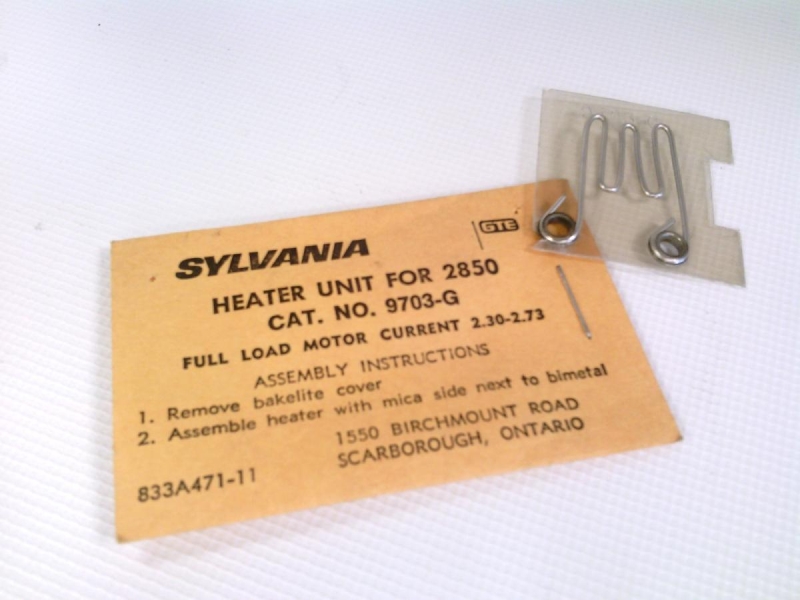 SYLVANIA
GTE
HEATER UNIT FOR 2850
CAT. NO. 9703-G
FULL LOAD MOTOR CURRENT 2.30-2.73
ASSEMBLY INSTRUCTIONS
1. Remove bakelite cover
2. Assemble heater with mica side next to bimetal
1550 BIRCHMOUNT ROAD
SCARBOROUGH, ONTARIO
833A471-11